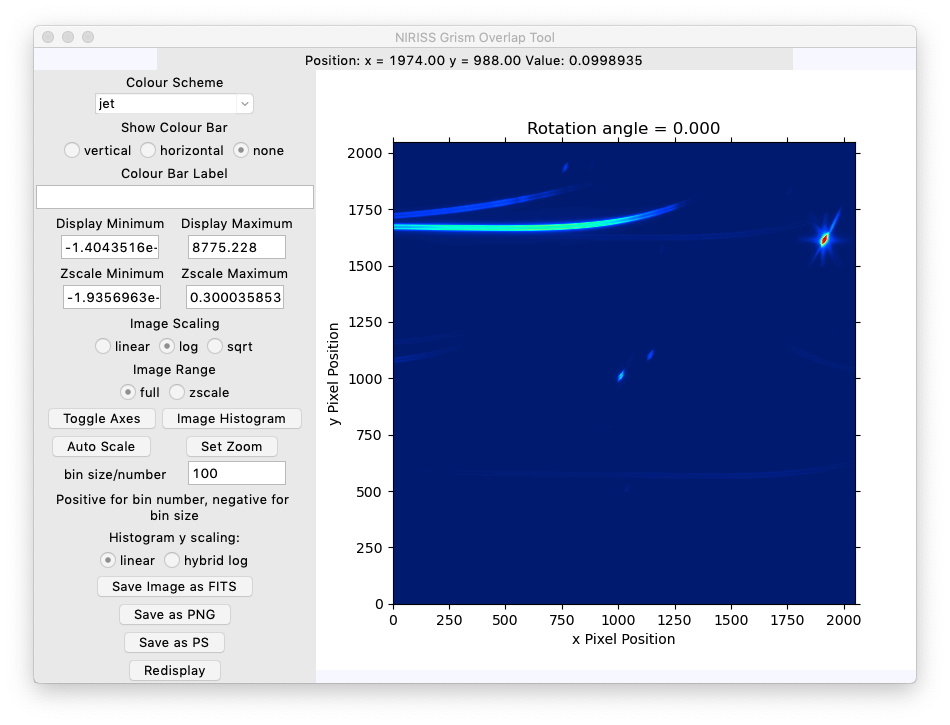 NIRISS Grism Overlap Tool
Position: x = 1974.00 y = 988.00 Value: 0.0998935
Colour Scheme
jet
Show Colour Bar
vertical horizontal none
Colour Bar Label
Display Minimum Display Maximum
-1.4043516e- 8775.228
Zscale Minimum Zscale Maximum
-1.9356963e- 0.300035853
Image Scaling
linear log sqrt
Image Range
full zscale
Toggle Axes Image Histogram
Auto Scale Set Zoom
bin size/number 100
Positive for bin number, negative for
bin size
Histogram y scaling:
linear hybrid log
Save Image as FITS
Save as PNG
Save as PS
Redisplay
Rotation angle = 0.000
y Pixel Position
2000
1750
1500
1250
1000
750
500
250
0
0 250 500 750 1000 1250 1500 1750 2000
x Pixel Position